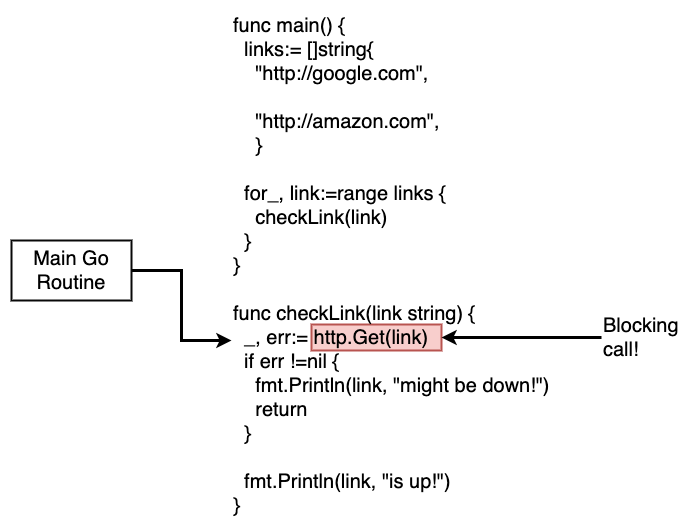 func main() {
links:= []string{
"http://google.com",
"http://amazon.com",
}
for_, link:=range links {
checkLink(link)
}
}
Main Go
Routine
func checkLink(link string) {
_, err:= http.Get(link)
Blocking
call!
if err !=nil {
fmt.Println(link, "might be down!")
return
}
fmt.Println(link, "is up!")
}